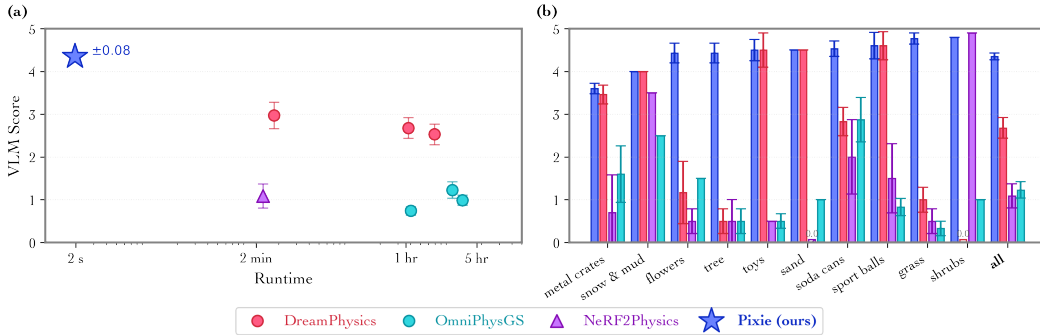 (a)
(b)
VLM Score
5
4
3
2
1
0
±0.08
2 s
2 min
1 hr
5 hr
Runtime
5
4
3
2
1
0
0.0
0.0
metal crates
snow & mud
flowers
tree
toys
sand
soda cans
sport balls
grass
shrubs
all
DreamPhysics
OmniPhysGS
NeRF2Physics
Pixie (ours)